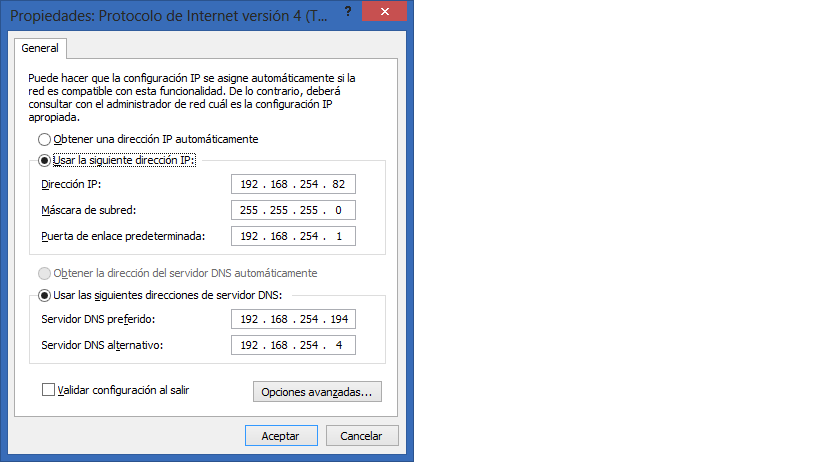 Propiedades: Protocolo de Internet versión 4 (T... ?
General
Puede hacer que la configuración IP se asigne automáticamente si la
red es compatible con esta funcionalidad. De lo contrario, deberá
consultar con el administrador de red cuál es la configuración IP
apropiada.
Obtener una dirección IP automáticamente
Usar la siguiente dirección IP:
Dirección IP: 192 . 168 . 254 . 82
Máscara de subred: 255 . 255 . 255 . 0
Puerta de enlace predeterminada: 192 . 168 . 254 . 1
Obtener la dirección del servidor DNS automáticamente
Usar las siguientes direcciones de servidor DNS:
Servidor DNS preferido: 192 . 168 . 254 . 194
Servidor DNS alternativo: 192 . 168 . 254 . 4
Validar configuración al salir
Opciones avanzadas...
Aceptar Cancelar